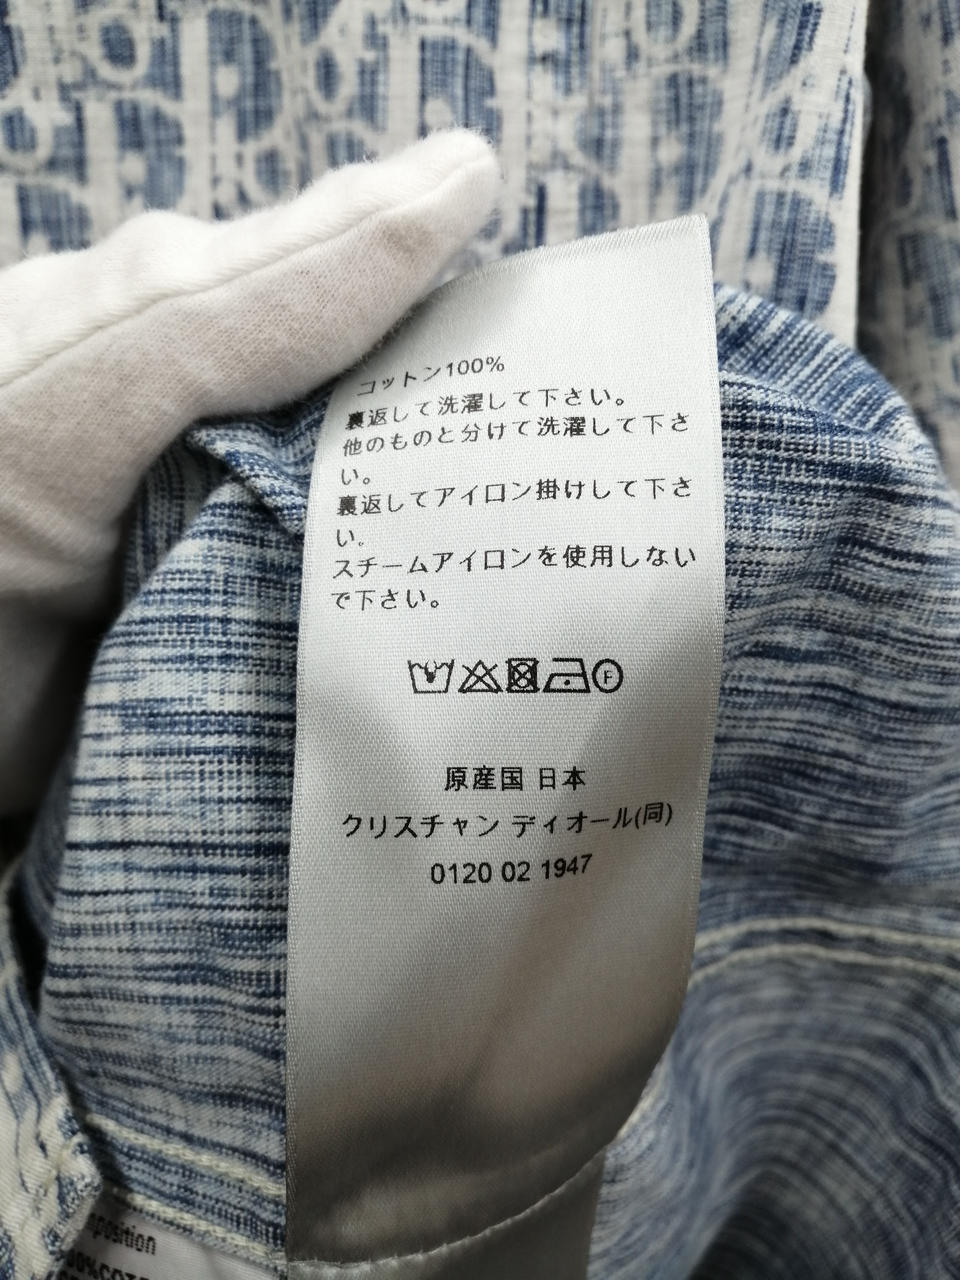 コットン100%
裏返して洗濯して下さい。
他のものと分けて洗濯して下さ
い。
裏返してアイロン掛けして下さ
い。
スチームアイロンを使用しない
で下さい。
F
原産国 日本
クリスチャン ディオール(同)
0120 02 1947